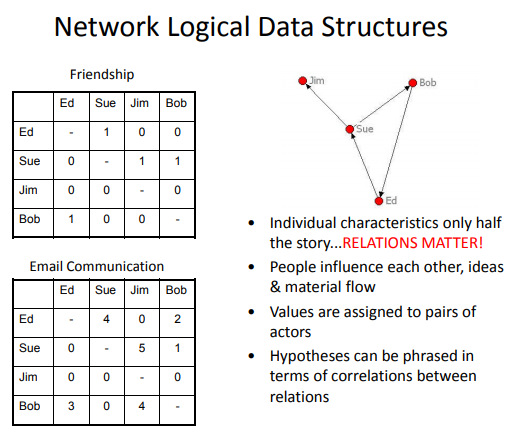 Network Logical Data Structures
Friendship
Ed Sue Jim Bob
Ed - 1 0 0
Sue 0 - 1 1
Jim 0 0 - 0
Bob 1 0 0 -
Email Communication
Ed Sue Jim Bob
Ed - 4 0 2
Sue 0 - 5 1
Jim 0 0 - 0
Bob 3 0 4 -
Jim
Bob
Sue
Ed
• Individual characteristics only half
the story...RELATIONS MATTER!
• People influence each other, ideas
& material flow
• Values are assigned to pairs of
actors
• Hypotheses can be phrased in
terms of correlations between
relations